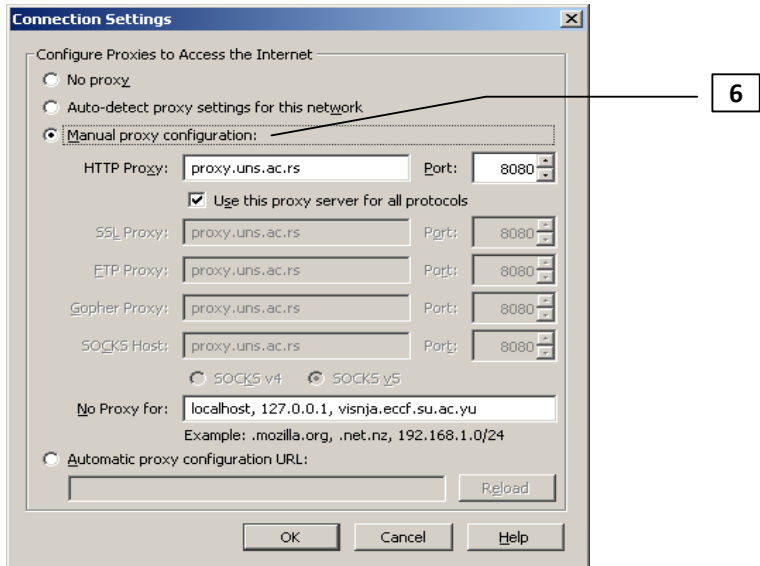 Connection Settings
Configure Proxies to Access the Internet
No proxy
Auto-detect proxy settings for this network
6
Manual proxy configuration:
HTTP Proxy: proxy.uns.ac.rs Port: 8080
Use this proxy server for all protocols
SSL Proxy: proxy.uns.ac.rs Port: 8080
FTP Proxy: proxy.uns.ac.rs Port: 8080
Gopher Proxy: proxy.uns.ac.rs Port: 8080
SOCKS Host: proxy.uns.ac.rs Port: 8080
SOCKS v4 SOCKS v5
No Proxy for: localhost, 127.0.0.1, visnja.eccf.su.ac.yu
Example: .mozilla.org, .net.nz, 192.168.1.0/24
Automatic proxy configuration URL:
Reload
OK Cancel Help